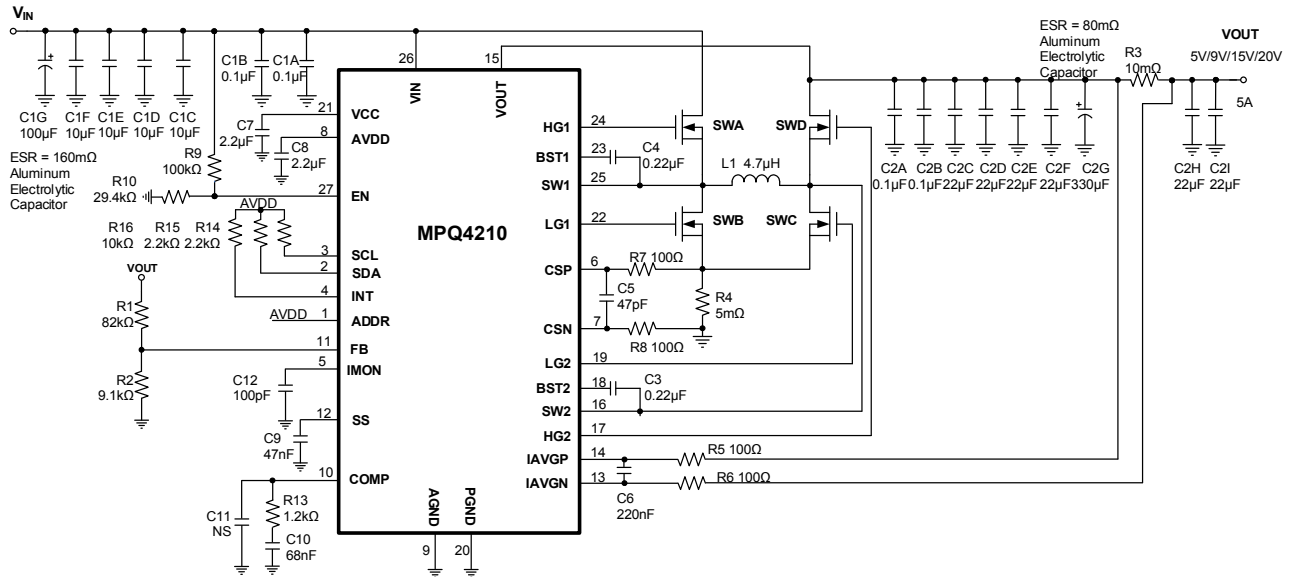 VIN
C1G
100µF
C1F
10µF
C1E
10µF
C1D
10µF
C1C
10µF
ESR = 160mΩ
Aluminum
Electrolytic
Capacitor
C1B
0.1µF
C1A
0.1µF
C7
2.2µF
C8
2.2µF
R9
100kΩ
R10
29.4kΩ
AVDD
R16
10kΩ
R15
2.2kΩ
R14
2.2kΩ
VOUT
R1
82kΩ
R2
9.1kΩ
AVDD
C12
100pF
C9
47nF
C11
NS
R13
1.2kΩ
C10
68nF
26
VIN
15
VOUT
21
VCC
8
AVDD
27
EN
3
SCL
2
SDA
4
INT
1
ADDR
11
FB
5
IMON
12
SS
10
COMP
MPQ4210
AGND
9
PGND
20
HG1
24
BST1
23
SW1
25
LG1
22
CSP
6
CSN
7
LG2
19
BST2
18
SW2
16
HG2
17
IAVGP
14
IAVGN
13
C4
0.22µF
SWA
SWD
L1 4.7µH
SWB
SWC
R7 100Ω
C5
47pF
R8 100Ω
R4
5mΩ
C3
0.22µF
R5 100Ω
R6 100Ω
C6
220nF
ESR = 80mΩ
Aluminum
Electrolytic
Capacitor
R3
10mΩ
VOUT
5V/9V/15V/20V
5A
C2A
0.1µF
C2B
0.1µF
C2C
22µF
C2D
22µF
C2E
22µF
C2F
22µF
C2G
330µF
C2H
22µF
C2I
22µF